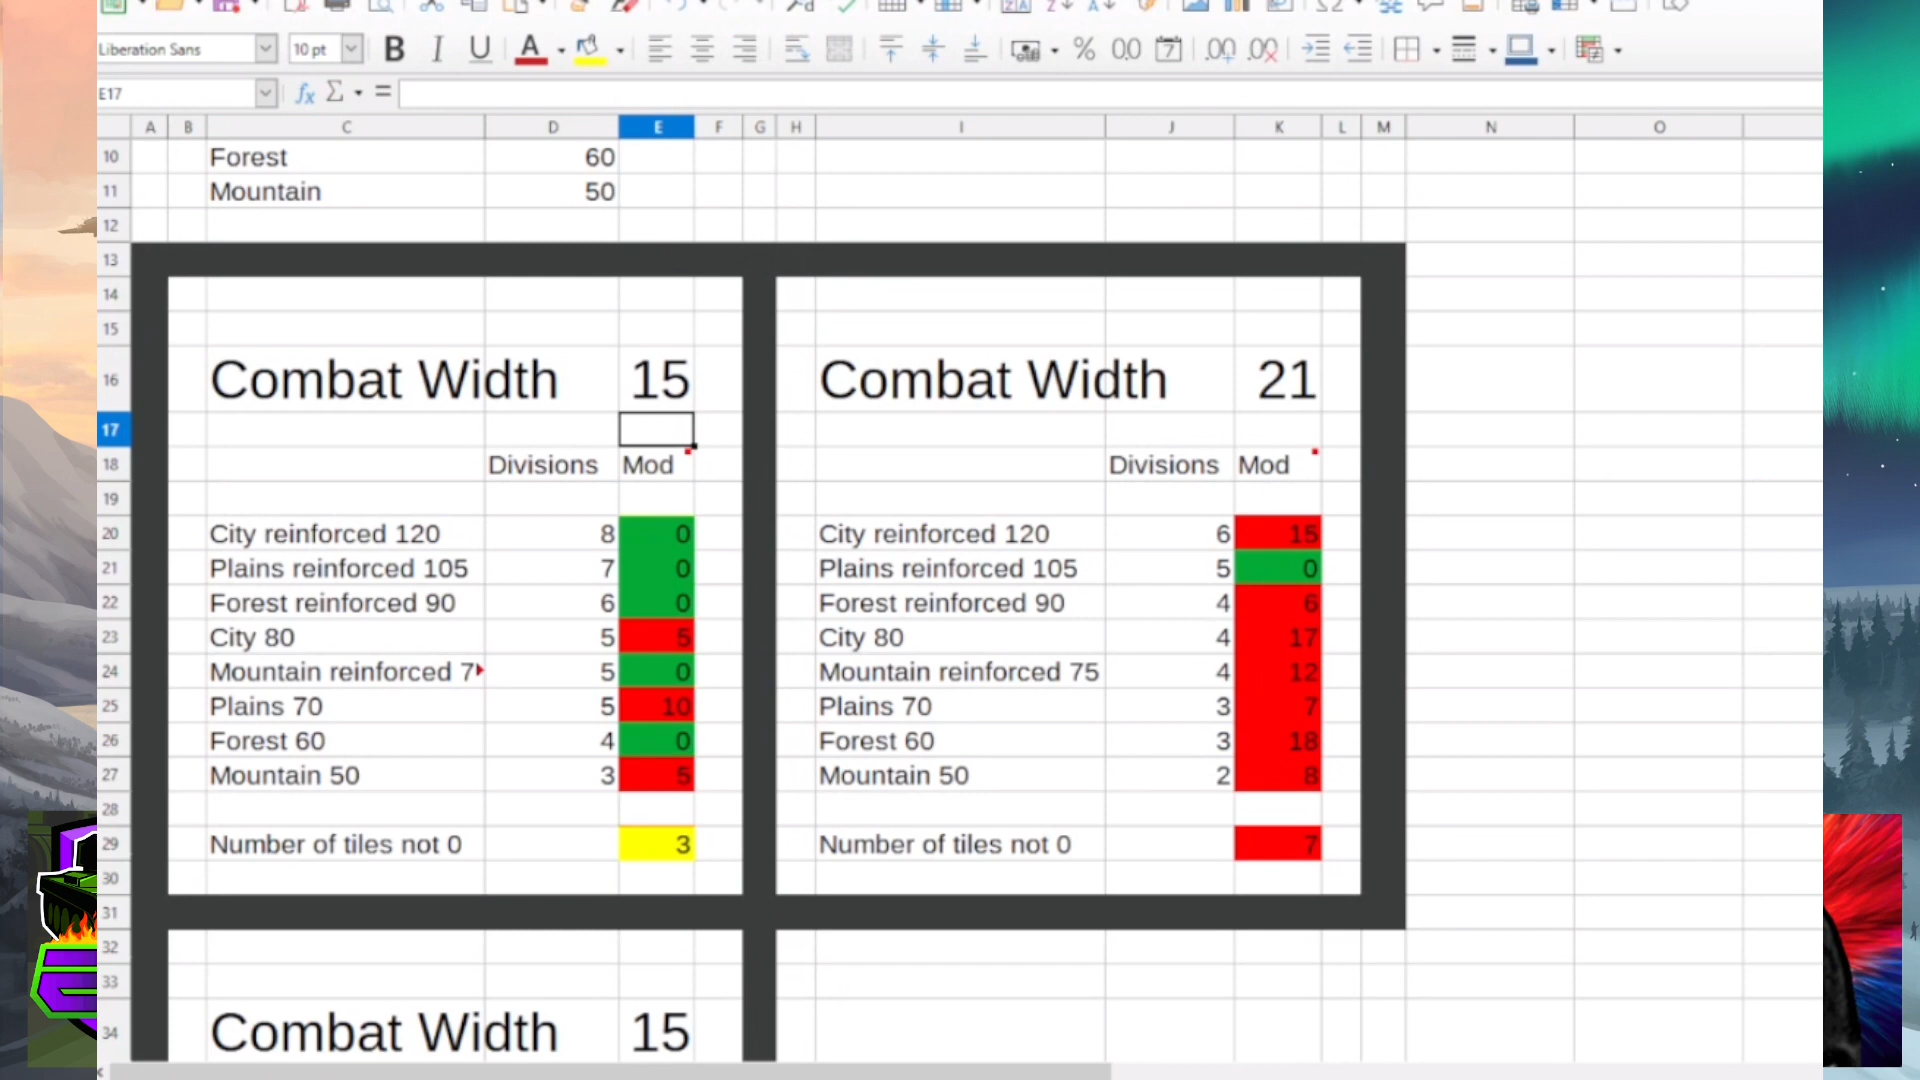 Liberation Sans 10 pt B I U A % 0.0 7 .00 .00
E17 fx Σ =
A B C D E F G H I J K L M N O
10 Forest 60
11 Mountain 50
12
13
14
15
16 Combat Width 15 Combat Width 21
17
18 Divisions Mod Divisions Mod
19
20 City reinforced 120 8 0 City reinforced 120 6 15
21 Plains reinforced 105 7 0 Plains reinforced 105 5 0
22 Forest reinforced 90 6 0 Forest reinforced 90 4 6
23 City 80 5 5 City 80 4 17
24 Mountain reinforced 7 5 0 Mountain reinforced 75 4 12
25 Plains 70 5 10 Plains 70 3 7
26 Forest 60 4 0 Forest 60 3 18
27 Mountain 50 3 5 Mountain 50 2 8
28
29 Number of tiles not 0 3 Number of tiles not 0 7
30
31
32
33
34 Combat Width 15